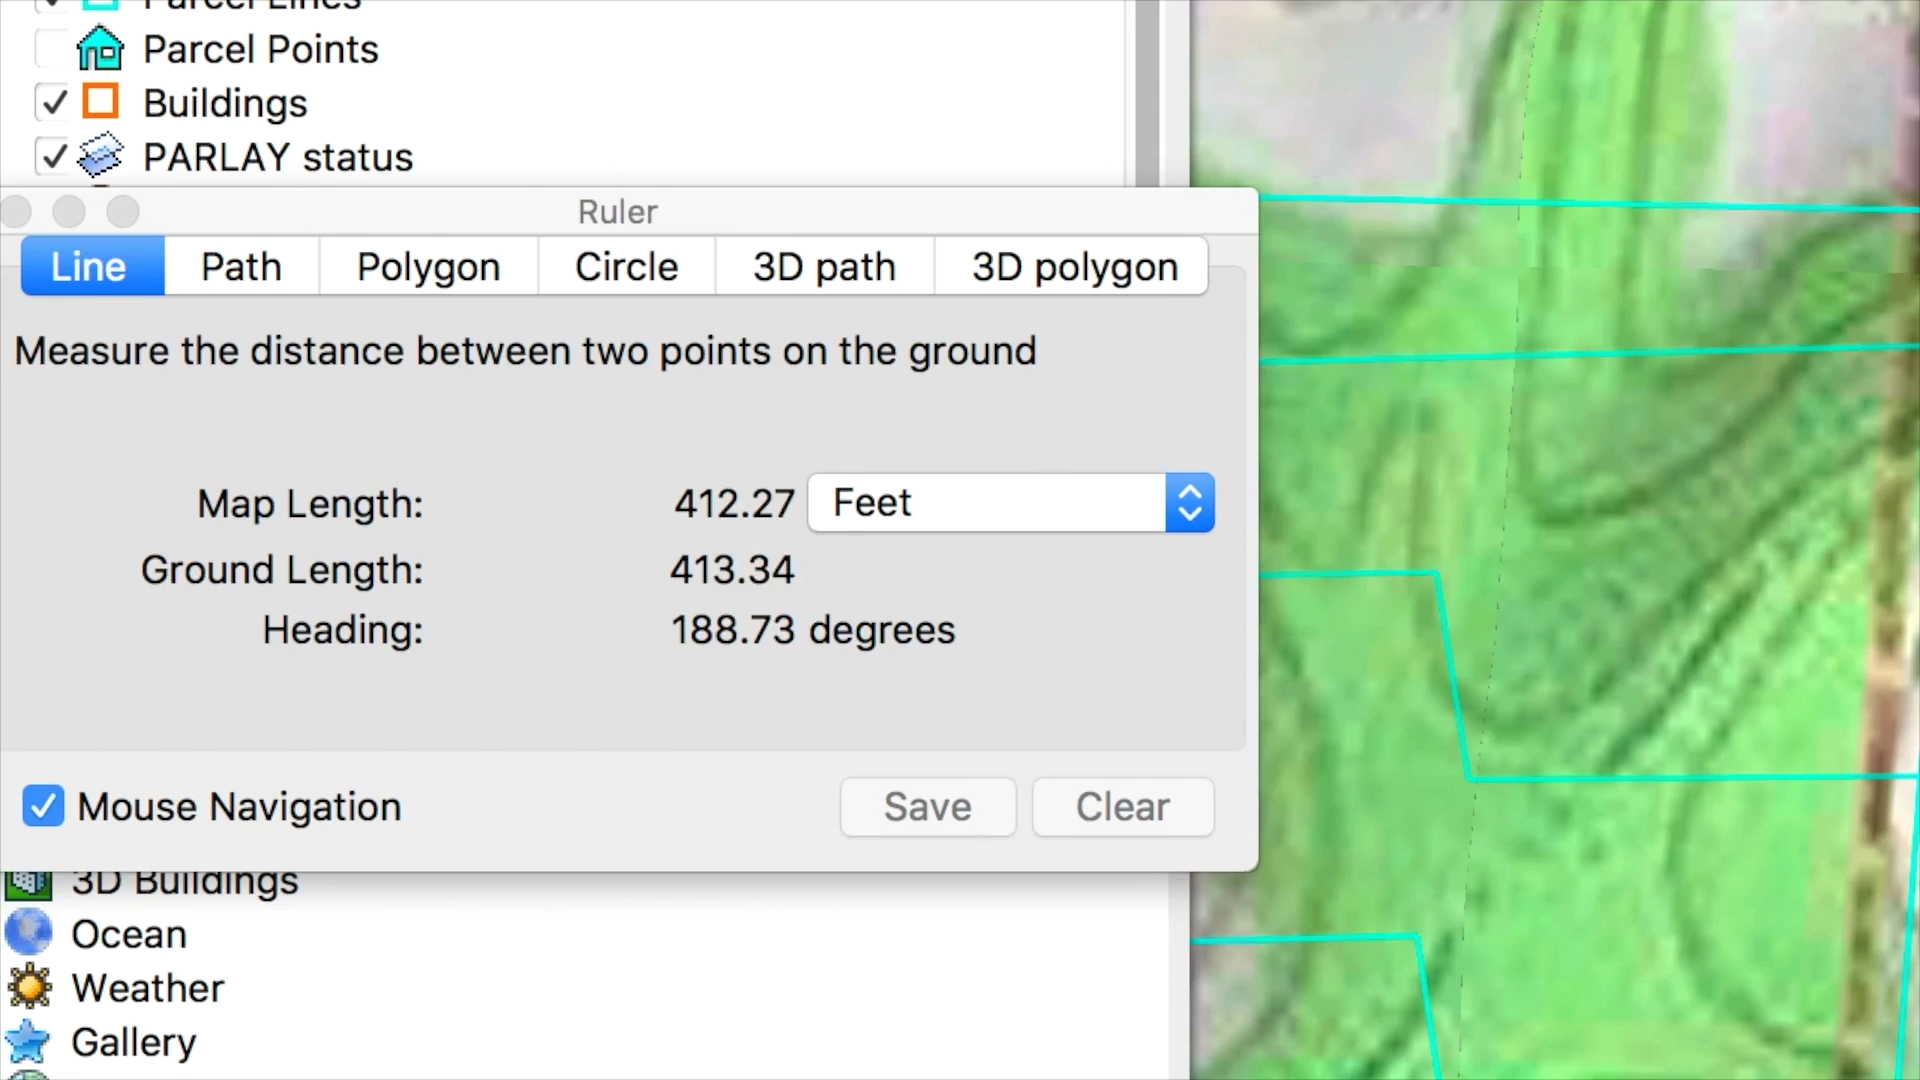 Parcel Lines
Parcel Points
Buildings
PARLAY status
Ruler
Line Path Polygon Circle 3D path 3D polygon
Measure the distance between two points on the ground
Map Length: 412.27 Feet
Ground Length: 413.34
Heading: 188.73 degrees
Mouse Navigation Save Clear
3D Buildings
Ocean
Weather
Gallery